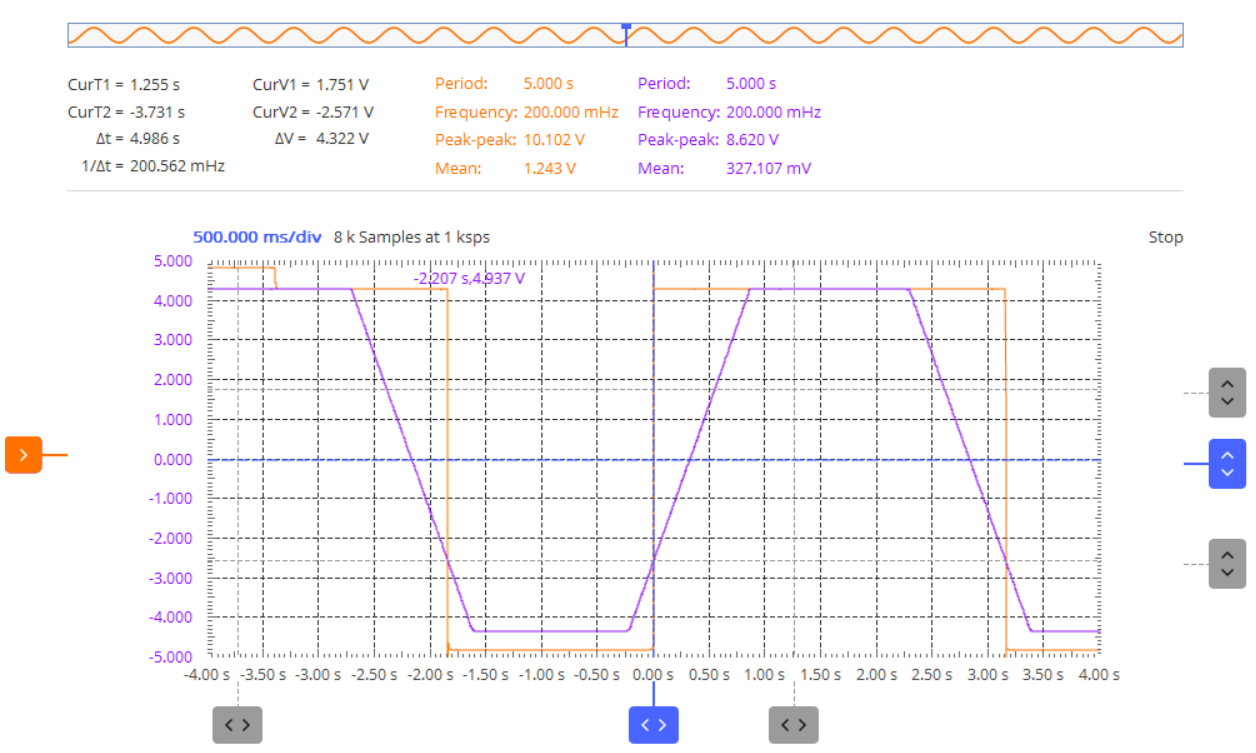 CurT1 = 1.255 s CurV1 = 1.751 V Period: 5.000 s Period: 5.000 s
CurT2 = -3.731 s CurV2 = -2.571 V Frequency: 200.000 mHz Frequency: 200.000 mHz
Δt = 4.986 s ΔV = 4.322 V Peak-peak: 10.102 V Peak-peak: 8.620 V
1/Δt = 200.562 mHz Mean: 1.243 V Mean: 327.107 mV
500.000 ms/div 8 k Samples at 1 ksps Stop
5.000
-2.207 s,4.937 V
4.000
3.000
2.000
1.000
0.000
-1.000
-2.000
-3.000
-4.000
-5.000
-4.00 s -3.50 s -3.00 s -2.50 s -2.00 s -1.50 s -1.00 s -0.50 s 0.00 s 0.50 s 1.00 s 1.50 s 2.00 s 2.50 s 3.00 s 3.50 s 4.00 s